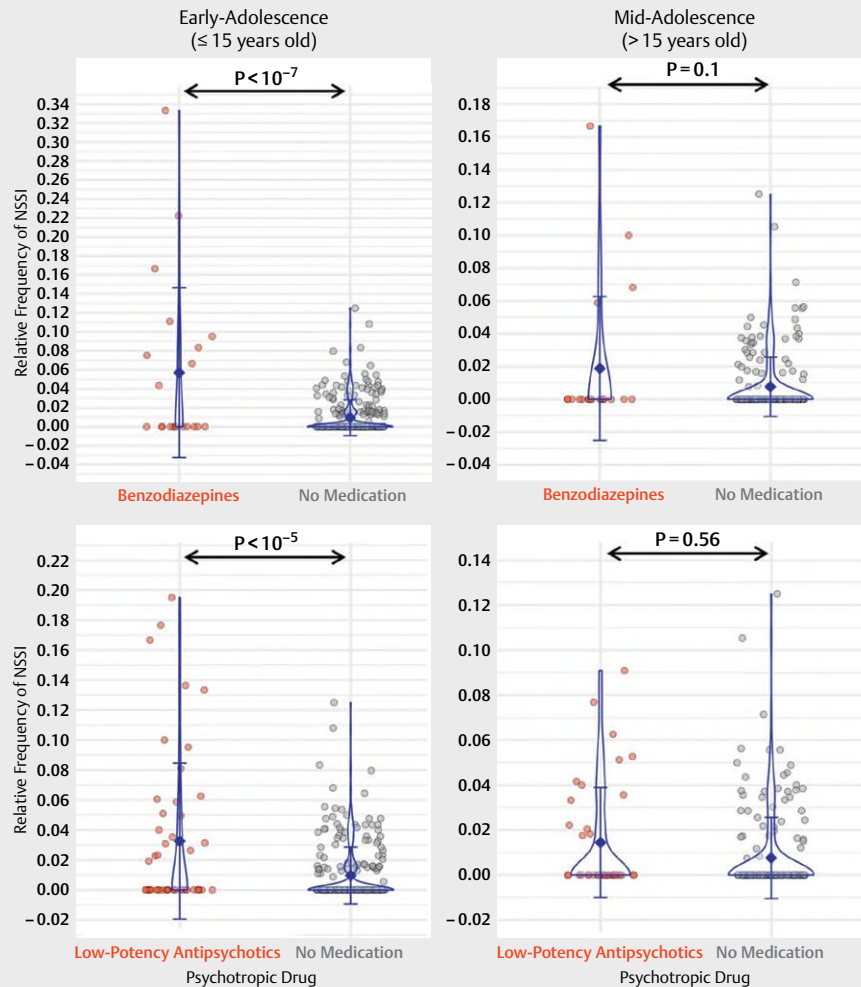 Early-Adolescence
(≤ 15 years old)
Mid-Adolescence
(> 15 years old)
P < 10⁻⁷
Relative Frequency of NSSI
0.34
0.32
0.30
0.28
0.26
0.24
0.22
0.20
0.18
0.16
0.14
0.12
0.10
0.08
0.06
0.04
0.02
0.00
– 0.02
– 0.04
Benzodiazepines
No Medication
P = 0.1
0.18
0.16
0.14
0.12
0.10
0.08
0.06
0.04
0.02
0.00
– 0.02
– 0.04
Benzodiazepines
No Medication
P < 10⁻⁵
Relative Frequency of NSSI
0.22
0.20
0.18
0.16
0.14
0.12
0.10
0.08
0.06
0.04
0.02
0.00
– 0.02
Low-Potency Antipsychotics
No Medication
Psychotropic Drug
P = 0.56
0.14
0.12
0.10
0.08
0.06
0.04
0.02
0.00
– 0.02
Low-Potency Antipsychotics
No Medication
Psychotropic Drug